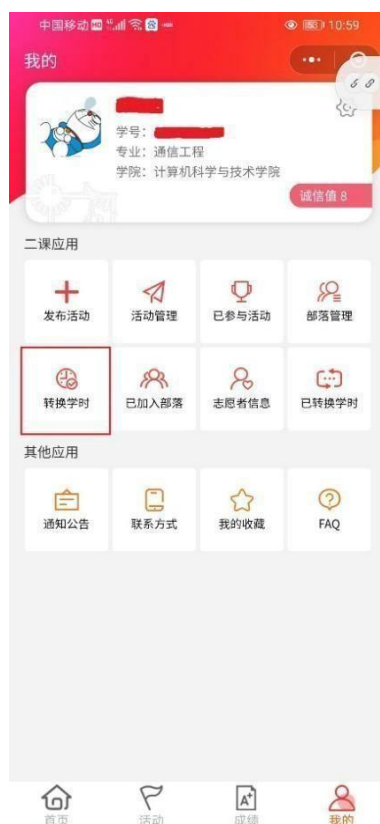 中国移动 HD 46 10:59
我的
学号：
专业：通信工程
学院：计算机科学与技术学院
诚信值 8
二课应用
发布活动 活动管理 已参与活动 部落管理
转换学时 已加入部落 志愿者信息 已转换学时
其他应用
通知公告 联系方式 我的收藏 FAQ
首页 活动 成绩 我的